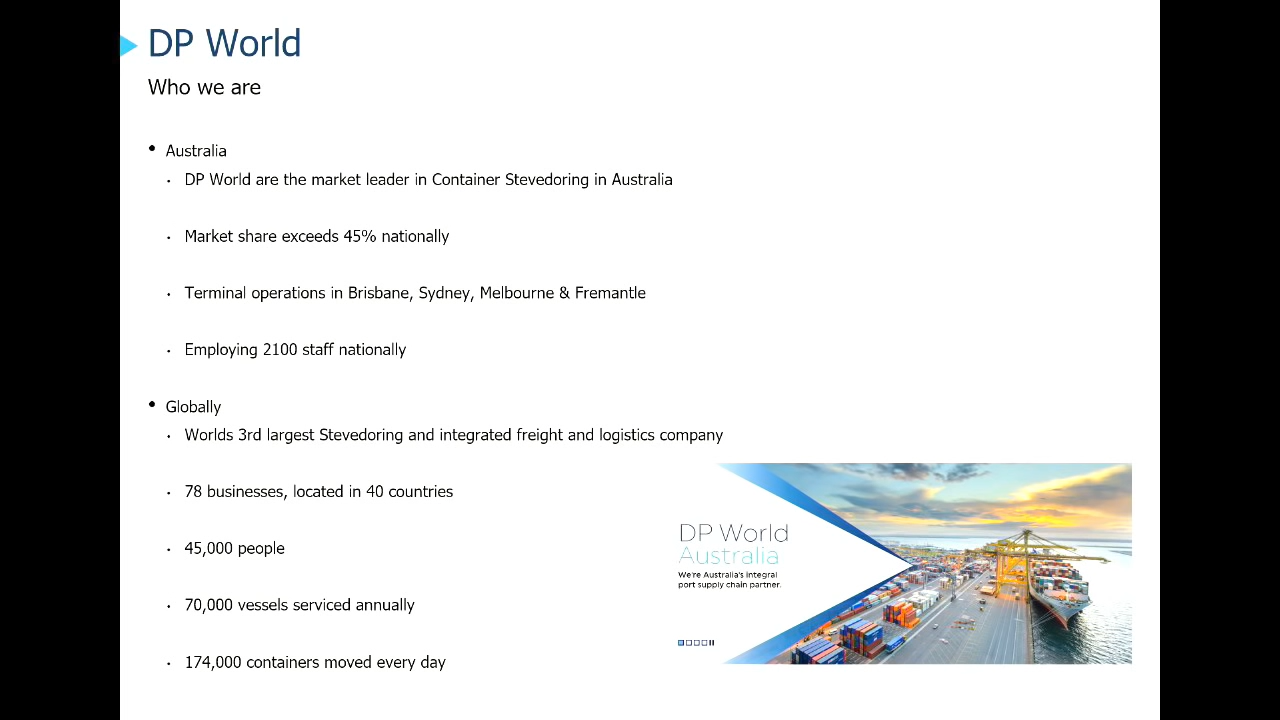 DP World
Who we are
• Australia
• DP World are the market leader in Container Stevedoring in Australia
• Market share exceeds 45% nationally
• Terminal operations in Brisbane, Sydney, Melbourne & Fremantle
• Employing 2100 staff nationally
• Globally
• Worlds 3rd largest Stevedoring and integrated freight and logistics company
• 78 businesses, located in 40 countries
• 45,000 people
• 70,000 vessels serviced annually
• 174,000 containers moved every day
DP World
Australia
We're Australia's integral
port supply chain partner.